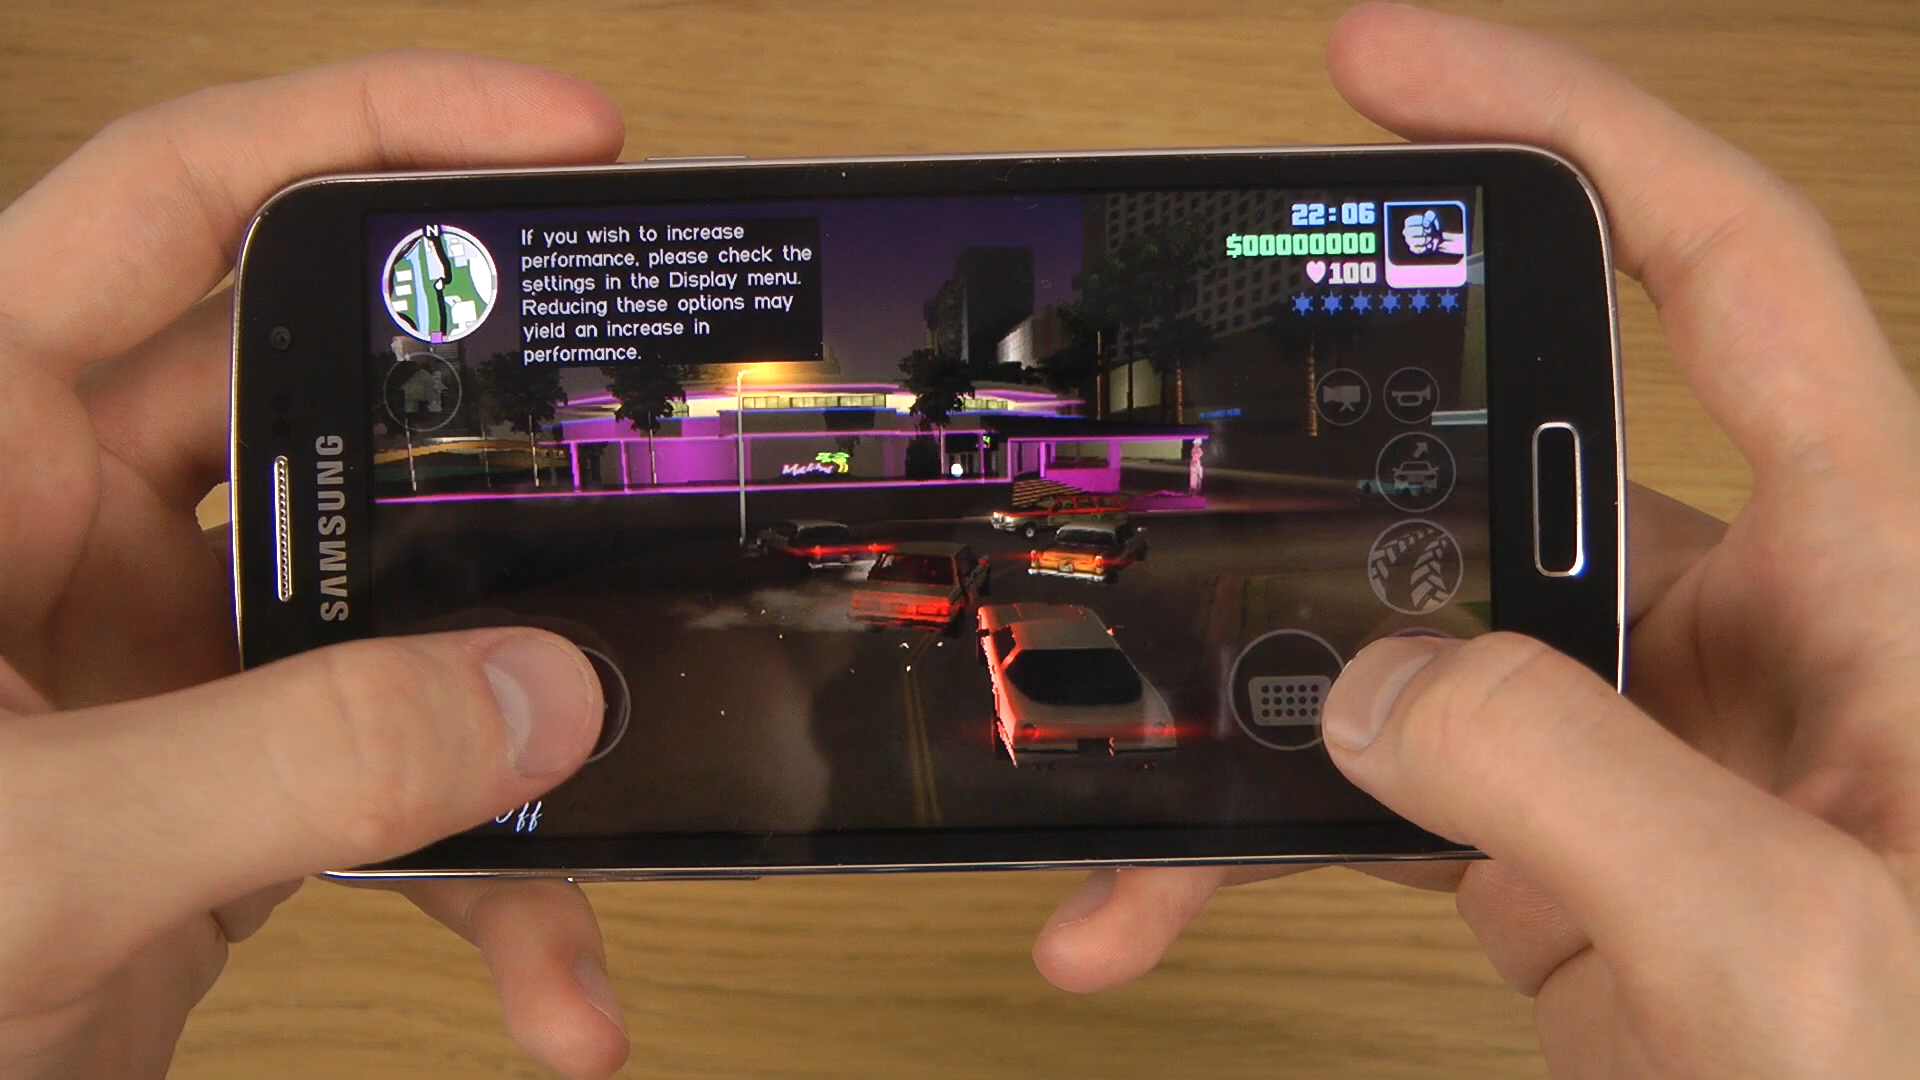 SAMSUNG
N
If you wish to increase
performance, please check the
settings in the Display menu.
Reducing these options may
yield an increase in
performance.
22:06
$00000000
100
Malibu